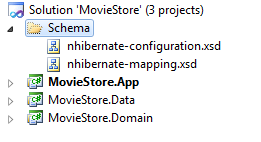 Solution 'MovieStore' (3 projects)
Schema
nhibernate-configuration.xsd
nhibernate-mapping.xsd
MovieStore.App
MovieStore.Data
MovieStore.Domain